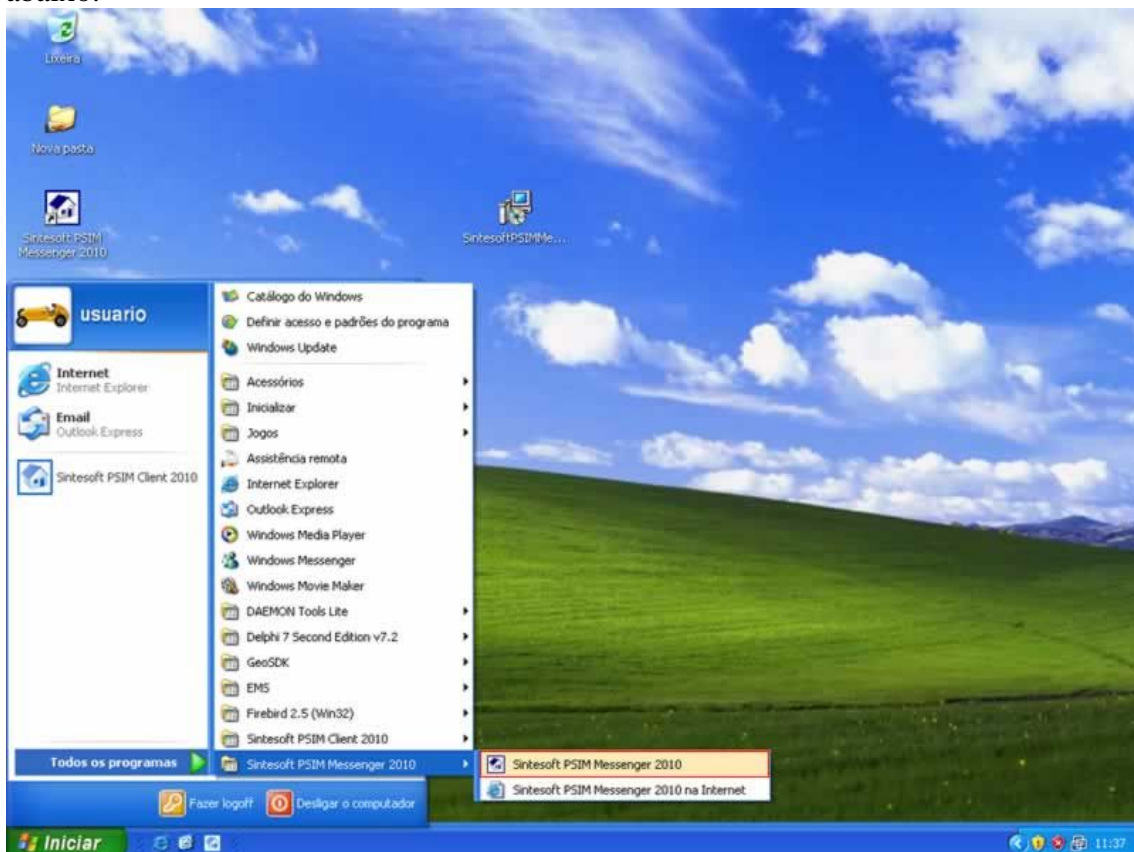 abaixo:
Lixeira
Nova pasta
Sintesoft PSIM
Messenger 2010
SintesoftPSIMMe....
usuario
Internet
Internet Explorer
Email
Outlook Express
Sintesoft PSIM Client 2010
Todos os programas
Catálogo do Windows
Definir acesso e padrões do programa
Windows Update
Acessórios
Inicializar
Jogos
Assistência remota
Internet Explorer
Outlook Express
Windows Media Player
Windows Messenger
Windows Movie Maker
DAEMON Tools Lite
Delphi 7 Second Edition v7.2
GeoSDK
EMS
Firebird 2.5 (Win32)
Sintesoft PSIM Client 2010
Sintesoft PSIM Messenger 2010
Sintesoft PSIM Messenger 2010
Sintesoft PSIM Messenger 2010 na Internet
Fazer logoff
Desligar o computador
Iniciar
11:37